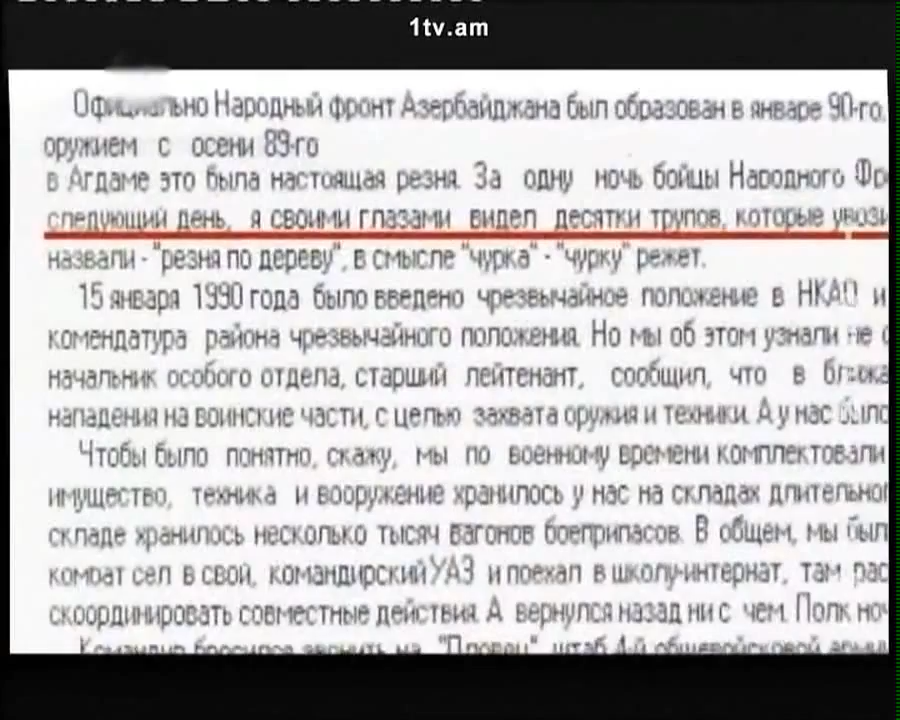 1tv.am
Официально Народный фронт Азербайджана был образован в январе 90-го,
оружием с осени 89-го
в Агдаме это была настоящая резня. За одну ночь бойцы Народного
следующий день, я своими глазами видел десятки трупов, которые
назвали - "резня по дереву", в смысле "чурка" - "чурку" режет.
15 января 1990 года было введено чрезвычайное положение в НКАО и
комендатура района чрезвычайного положения. Но мы об этом узнали не
начальник особого отдела, старший лейтенант, сообщил, что в
нападения на воинские части, с целью захвата оружия и техники. А у нас было
Чтобы было понятно, скажу, мы по военному времени комплектовали
имущество, техника и вооружение хранилось у нас на складах
складе хранилось несколько тысяч вагонов боеприпасов. В общем, мы
комбат сел в свой, командирский УАЗ и поехал в школу-интернат, там
скоординировать совместные действия. А вернулся назад ни с чем. Полк